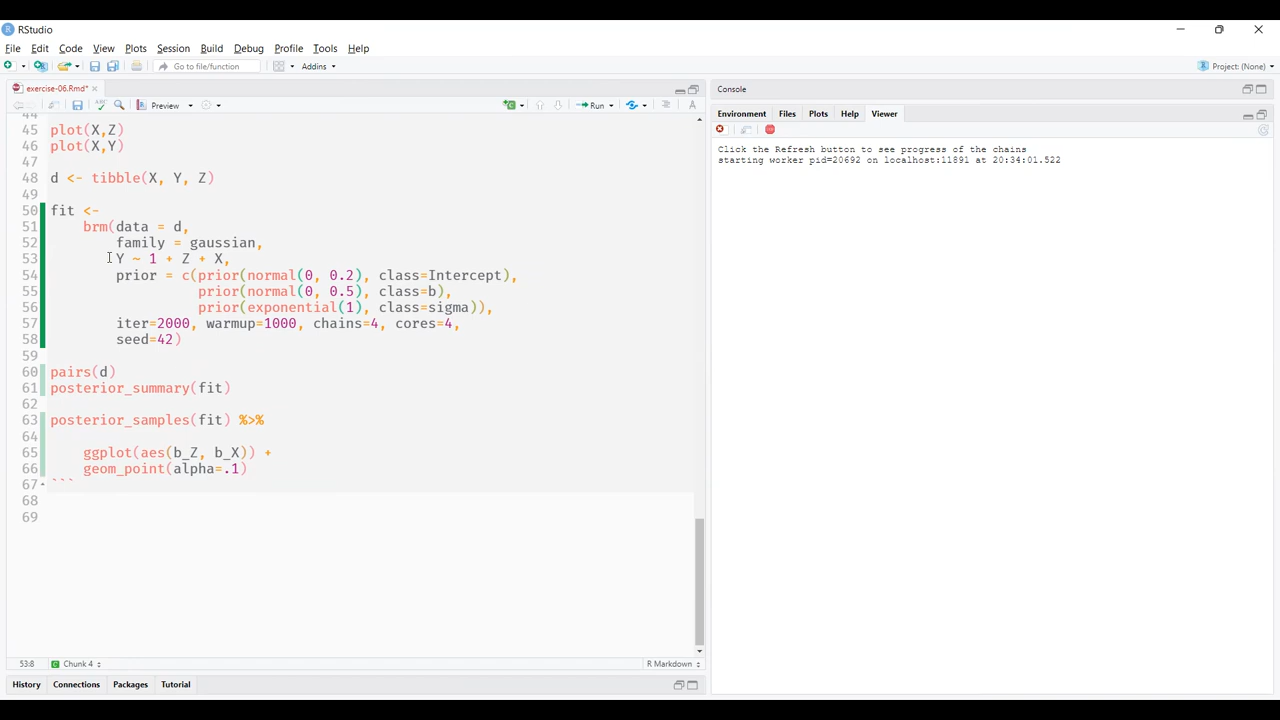 RStudio
File Edit Code View Plots Session Build Debug Profile Tools Help
Go to file/function Addins Project: (None)
exercise-06.Rmd* Console
Preview Run
Environment Files Plots Help Viewer
Click the Refresh button to see progress of the chains
starting worker pid=20692 on localhost:11891 at 20:34:01.522
44
45 plot(X,Z)
46 plot(X,Y)
47
48 d <- tibble(X, Y, Z)
49
50 fit <-
51 brm(data = d,
52 family = gaussian,
53 Y ~ 1 + Z + X,
54 prior = c(prior(normal(0, 0.2), class=Intercept),
55 prior(normal(0, 0.5), class=b),
56 prior(exponential(1), class=sigma)),
57 iter=2000, warmup=1000, chains=4, cores=4,
58 seed=42)
59
60 pairs(d)
61 posterior_summary(fit)
62
63 posterior_samples(fit) %>%
64
65 ggplot(aes(b_Z, b_X)) +
66 geom_point(alpha=.1)
67 ```
68
69
53:8 Chunk 4 R Markdown
History Connections Packages Tutorial